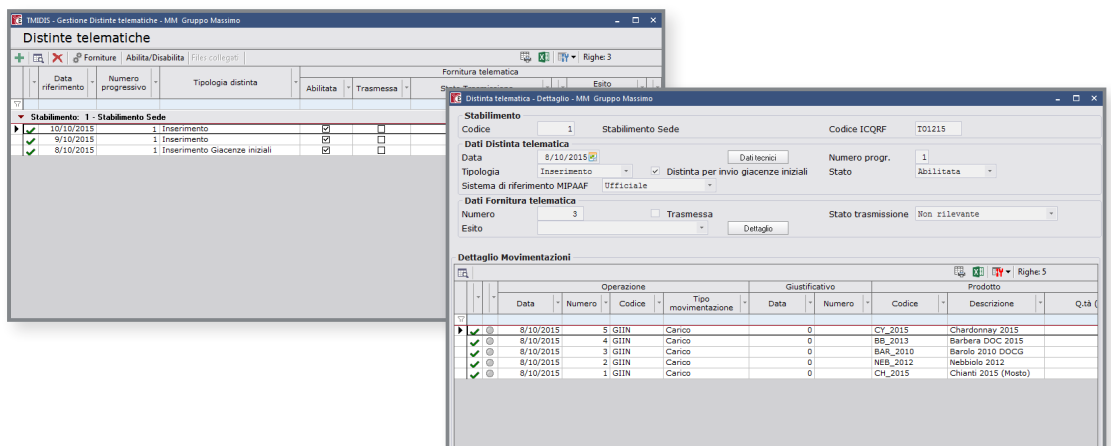 TMIDIS - Gestione Distinte telematiche - MM Gruppo Massimo
Distinte telematiche
Forniture Abilita/Disabilita Files collegati Righe: 3
Fornitura telematica
Data riferimento Numero progressivo Tipologia distinta Abilitata Trasmessa Esito
Stabilimento: 1 - Stabilimento Sede
10/10/2015 1 Inserimento
9/10/2015 1 Inserimento
8/10/2015 1 Inserimento Giacenze iniziali
Distinta telematica - Dettaglio - MM Gruppo Massimo
Stabilimento
Codice 1 Stabilimento Sede Codice ICQRF TO1215
Dati Distinta telematica
Data 8/10/2015 Dati tecnici Numero progr. 1
Tipologia Inserimento Distinta per invio giacenze iniziali Stato Abilitata
Sistema di riferimento MIPAAF Ufficiale
Dati Fornitura telematica
Numero 3 Trasmessa Stato trasmissione Non rilevante
Esito Dettaglio
Dettaglio Movimentazioni
Righe: 5
Operazione Giustificativo Prodotto
Data Numero Codice Tipo movimentazione Data Numero Codice Descrizione Q.tà (
8/10/2015 5 GIIN Carico 0 CY_2015 Chardonnay 2015
8/10/2015 4 GIIN Carico 0 BB_2013 Barbera DOC 2015
8/10/2015 3 GIIN Carico 0 BAR_2010 Barolo 2010 DOCG
8/10/2015 2 GIIN Carico 0 NEB_2012 Nebbiolo 2012
8/10/2015 1 GIIN Carico 0 CH_2015 Chianti 2015 (Mosto)